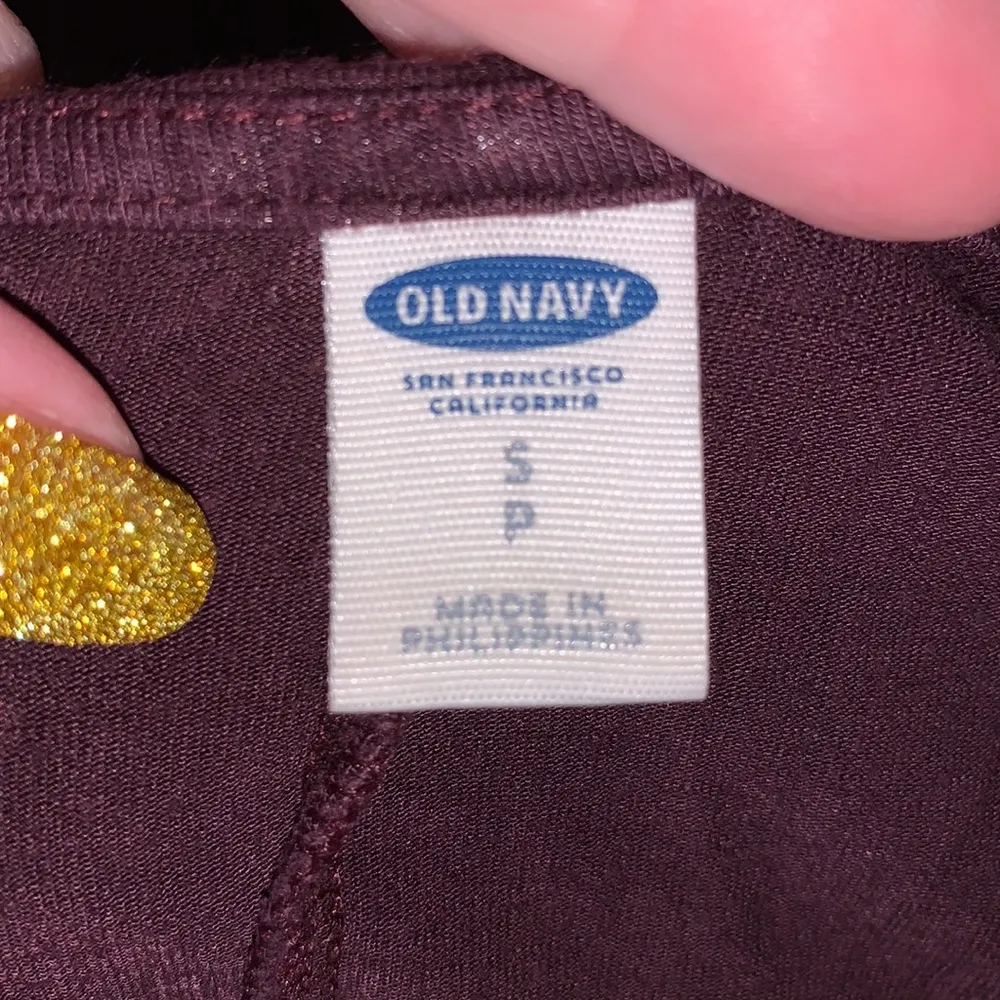 OLD NAVY
SAN FRANCISCO
CALIFORNIA
S
P
MADE IN
PHILIPPINES